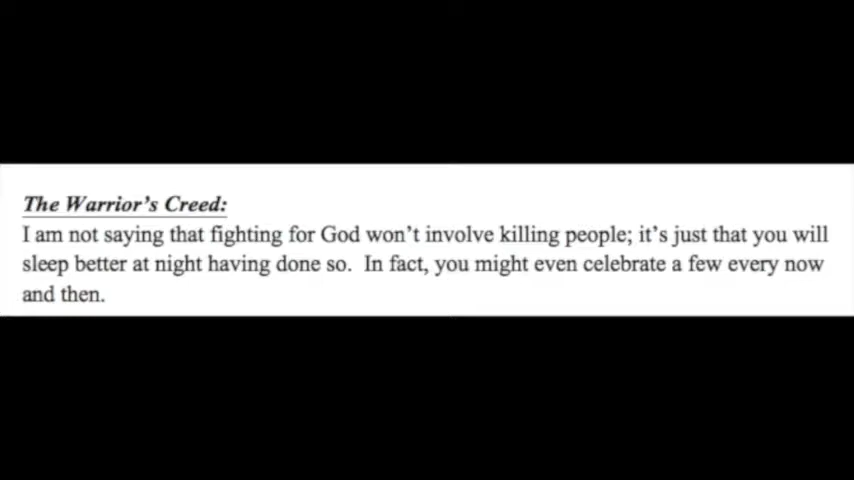 The Warrior's Creed:
I am not saying that fighting for God won't involve killing people; it's just that you will
sleep better at night having done so.  In fact, you might even celebrate a few every now
and then.